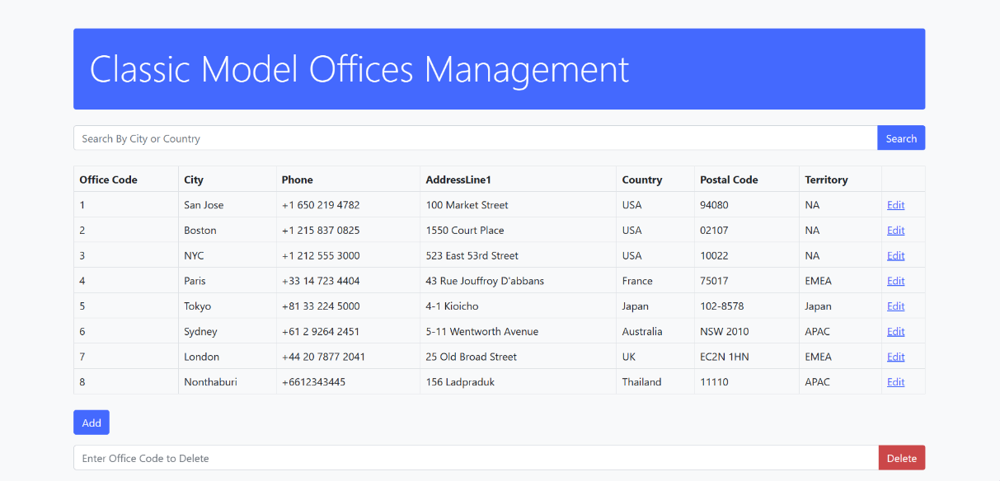 Classic Model Offices Management
Search By City or Country Search
Office Code City Phone AddressLine1 Country Postal Code Territory
1 San Jose +1 650 219 4782 100 Market Street USA 94080 NA Edit
2 Boston +1 215 837 0825 1550 Court Place USA 02107 NA Edit
3 NYC +1 212 555 3000 523 East 53rd Street USA 10022 NA Edit
4 Paris +33 14 723 4404 43 Rue Jouffroy D'abbans France 75017 EMEA Edit
5 Tokyo +81 33 224 5000 4-1 Kioicho Japan 102-8578 Japan Edit
6 Sydney +61 2 9264 2451 5-11 Wentworth Avenue Australia NSW 2010 APAC Edit
7 London +44 20 7877 2041 25 Old Broad Street UK EC2N 1HN EMEA Edit
8 Nonthaburi +6612343445 156 Ladpraduk Thailand 11110 APAC Edit
Add
Enter Office Code to Delete Delete